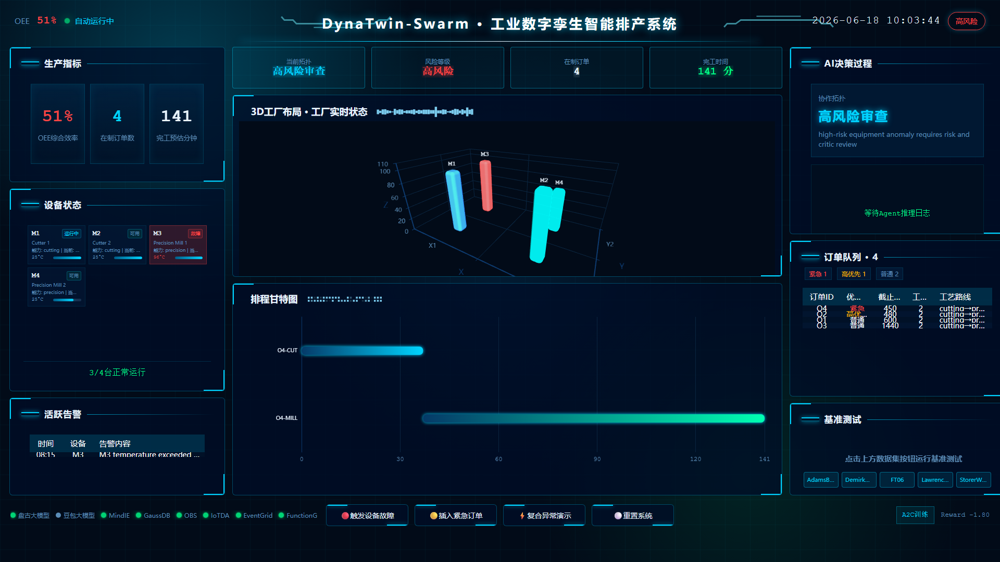 OEE 51% 自动运行中
DynaTwin-Swarm • 工业数字孪生智能排产系统
2026-06-18 10:03:44 高风险
生产指标
51% 4 141
OEE综合效率 在制订单数 完工预估分钟
设备状态
M1 运行中
Cutter 1
能力: cutting | 当前: ...
25°C
M2 可用
Cutter 2
能力: cutting | 当前: ...
25°C
M3 故障
Precision Mill 1
能力: precision | 当...
96°C
M4 可用
Precision Mill 2
能力: precision | 当...
25°C
3/4台正常运行
活跃告警
时间 设备 告警内容
08:15 M3 M3 temperature exceeded ...
当前拓扑
高风险审查
风险等级
高风险
在制订单
4
完工时间
141 分
3D工厂布局 • 工厂实时状态
M3
M1
M2 M4
110
100
80
60
40
20
0
Z
X1
X
Y2
Y
排程甘特图
O4-CUT
O4-MILL
0 30 60 90 120 141
AI决策过程
协作拓扑
高风险审查
high-risk equipment anomaly requires risk and
critic review
等待Agent推理日志
订单队列 • 4
紧急 1 高优先 1 普通 2
订单ID 优... 截止... 工... 工艺路线
O4 紧急 450 2 cutting→pr...
O2 高优... 480 2 cutting→pr...
O1 普通 600 2 cutting→pr...
O3 普通 1440 2 cutting→pr...
基准测试
点击上方数据集按钮运行基准测试
AdamsB... Demirk... FT06 Lawrenc... StorerW...
盘古大模型 豆包大模型 MindIE GaussDB OBS IoTDA EventGrid FunctionG
触发设备故障 插入紧急订单 复合异常演示 重置系统
A2C训练 Reward -1.80